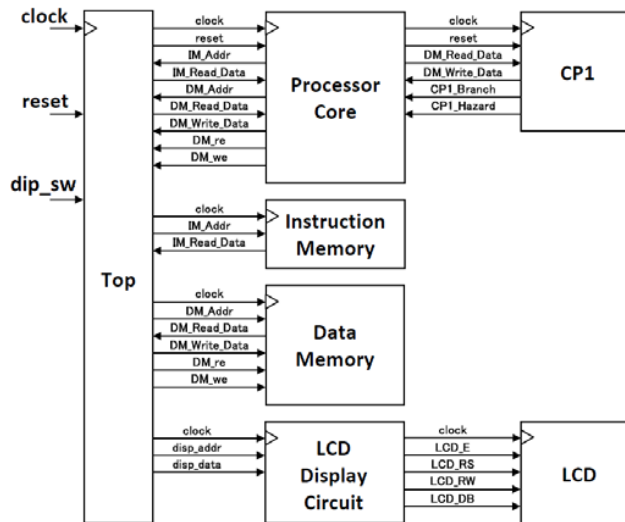 clock
reset
dip_sw
Top
clock
reset
IM_Addr
IM_Read_Data
DM_Addr
DM_Read_Data
DM_Write_Data
DM_re
DM_we
Processor
Core
clock
reset
DM_Read_Data
DM_Write_Data
CP1_Branch
CP1_Hazard
CP1
clock
IM_Addr
IM_Read_Data
Instruction
Memory
clock
DM_Addr
DM_Read_Data
DM_Write_Data
DM_re
DM_we
Data
Memory
clock
disp_addr
disp_data
LCD
Display
Circuit
clock
LCD_E
LCD_RS
LCD_RW
LCD_DB
LCD